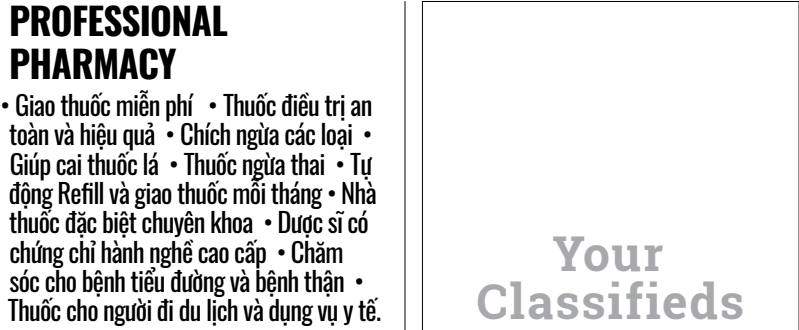 PROFESSIONAL
PHARMACY
• Giao thuốc miễn phí • Thuốc điều trị an
toàn và hiệu quả • Chích ngừa các loại •
Giúp cai thuốc lá • Thuốc ngừa thai • Tự
động Refill và giao thuốc mỗi tháng • Nhà
thuốc đặc biệt chuyên khoa • Dược sĩ có
chứng chỉ hành nghề cao cấp • Chăm
sóc cho bệnh tiểu đường và bệnh thận •
Thuốc cho người đi du lịch và dụng vụ y tế.
Your
Classifieds